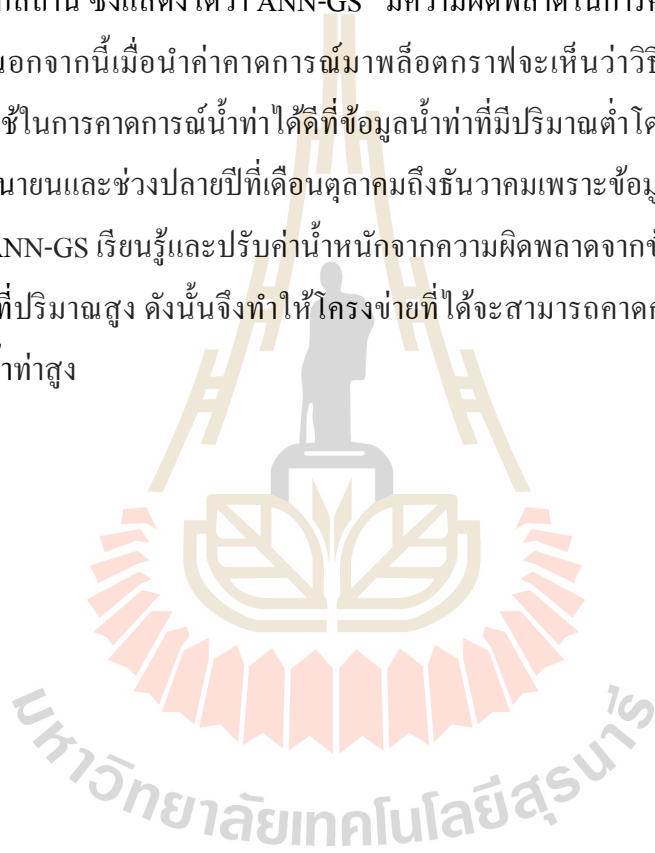 ซึ่งแสดงได้ว่า ANN-GS มีความผิดพลาดในการค
นอกจากนี้เมื่อนำค่าคาดการณ์มาพล็อตกราฟจะเห็นว่าวิธี
ช้ในการคาดการณ์น้ำท่าได้ดีที่ข้อมูลน้ำท่าที่มีปริมาณต่ำโด
นายนและช่วงปลายปีที่เดือนตุลาคมถึงธันวาคมเพราะข้อมู
ANN-GS เรียนรู้และปรับค่าน้ำหนักจากความผิดพลาดจาก
ที่ปริมาณสูง ดังนั้นจึงทำให้โครงข่ายที่ได้จะสามารถคาดก
้ำท่าสูง
มหาวิทยาลัยเทคโนโลยีสุรนารี